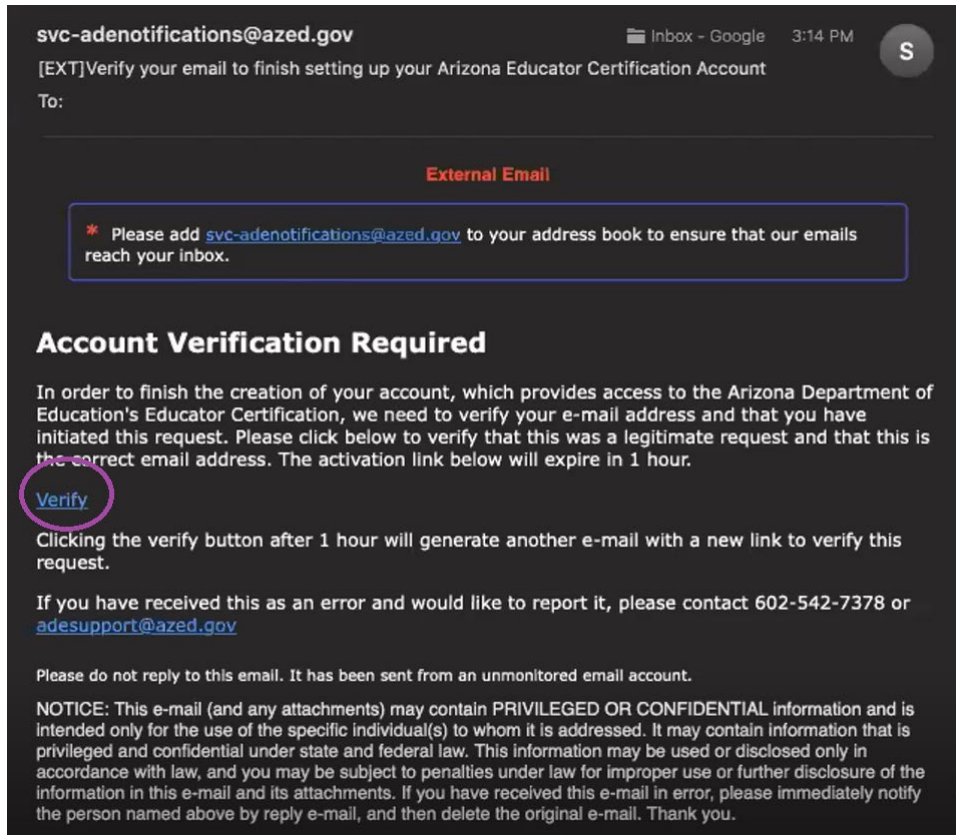 svc-adenotifications@azed.gov Inbox - Google 3:14 PM
S
[EXT]Verify your email to finish setting up your Arizona Educator Certification Account
To:
External Email
* Please add svc-adenotifications@azed.gov to your address book to ensure that our emails
reach your inbox.
Account Verification Required
In order to finish the creation of your account, which provides access to the Arizona Department of
Education's Educator Certification, we need to verify your e-mail address and that you have
initiated this request. Please click below to verify that this was a legitimate request and that this is
the correct email address. The activation link below will expire in 1 hour.
Verify
Clicking the verify button after 1 hour will generate another e-mail with a new link to verify this
request.
If you have received this as an error and would like to report it, please contact 602-542-7378 or
adesupport@azed.gov
Please do not reply to this email. It has been sent from an unmonitored email account.
NOTICE: This e-mail (and any attachments) may contain PRIVILEGED OR CONFIDENTIAL information and is
intended only for the use of the specific individual(s) to whom it is addressed. It may contain information that is
privileged and confidential under state and federal law. This information may be used or disclosed only in
accordance with law, and you may be subject to penalties under law for improper use or further disclosure of the
information in this e-mail and its attachments. If you have received this e-mail in error, please immediately notify
the person named above by reply e-mail, and then delete the original e-mail. Thank you.